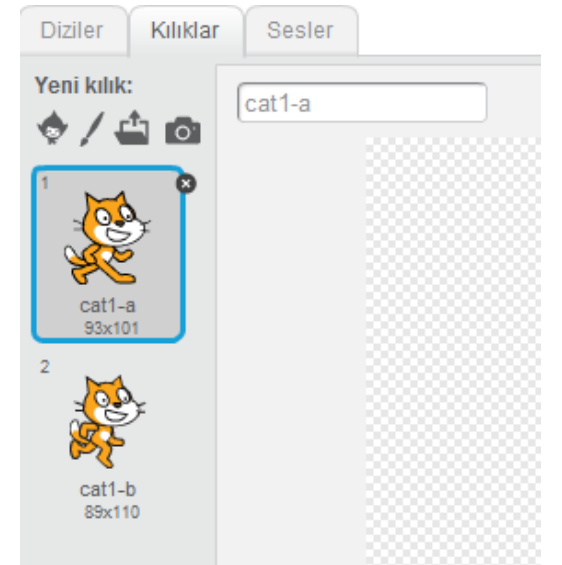 Diziler Kılıklar Sesler
Yeni kılık:
cat1-a
1
cat1-a
93x101
2
cat1-b
89x110